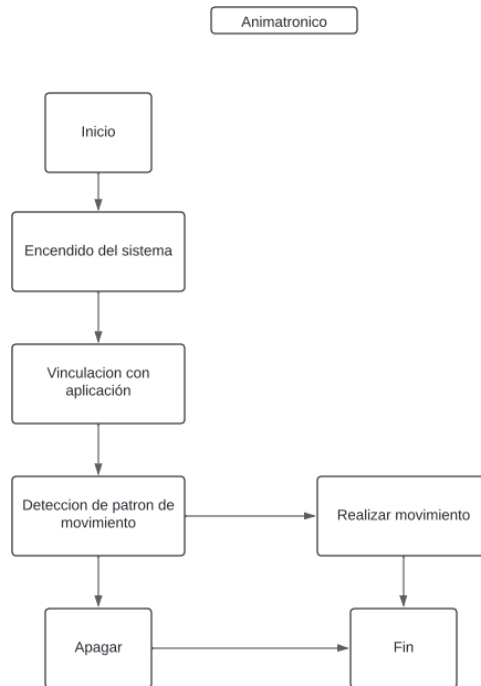 Animatronico
Inicio
Encendido del sistema
Vinculacion con
aplicación
Deteccion de patron de
movimiento
Realizar movimiento
Apagar
Fin